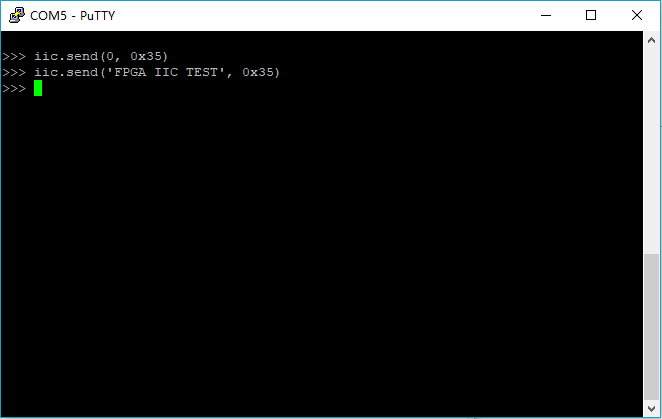 COM5 - PuTTY
>>> iic.send(0, 0x35)
>>> iic.send('FPGA IIC TEST', 0x35)
>>>